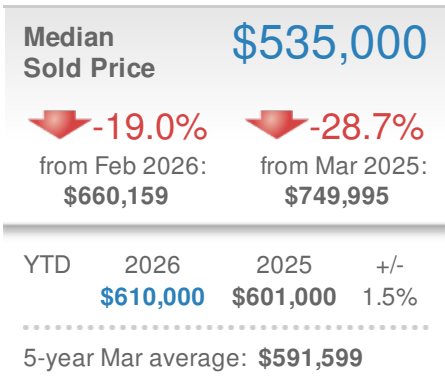 Median Sold Price $535,000
-19.0% -28.7%
from Feb 2026: from Mar 2025:
$660,159 $749,995
YTD 2026 2025 +/-
$610,000 $601,000 1.5%
5-year Mar average: $591,599